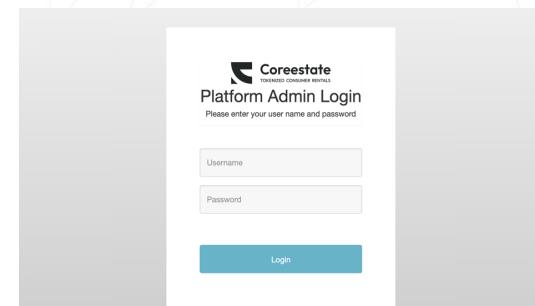 Coreestate
TOKENIZED CONSUMER RENTALS
Platform Admin Login
Please enter your user name and password
Username
Password
Login